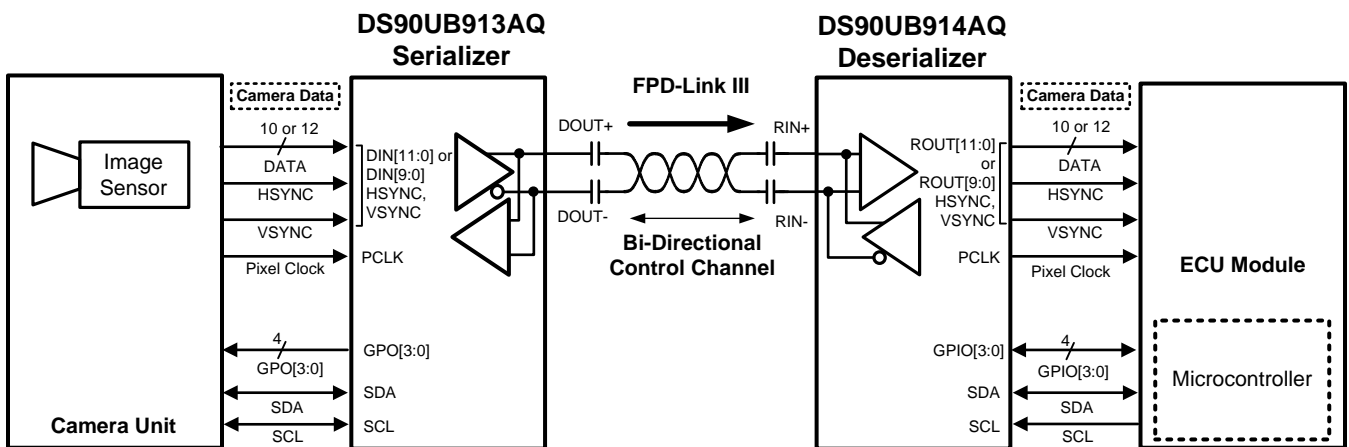 DS90UB913AQ
Serializer
DS90UB914AQ
Deserializer
Camera Data
FPD-Link III
Camera Data
Image
Sensor
10 or 12
DATA
HSYNC
VSYNC
Pixel Clock
DIN[11:0] or
DIN[9:0]
HSYNC,
VSYNC
PCLK
DOUT+
DOUT-
RIN+
RIN-
Bi-Directional
Control Channel
ROUT[11:0]
or
ROUT[9:0]
HSYNC,
VSYNC
PCLK
10 or 12
DATA
HSYNC
VSYNC
Pixel Clock
ECU Module
4
GPO[3:0]
GPO[3:0]
SDA
SDA
SCL
SCL
Camera Unit
GPIO[3:0]
4
GPIO[3:0]
SDA
SDA
SCL
SCL
Microcontroller